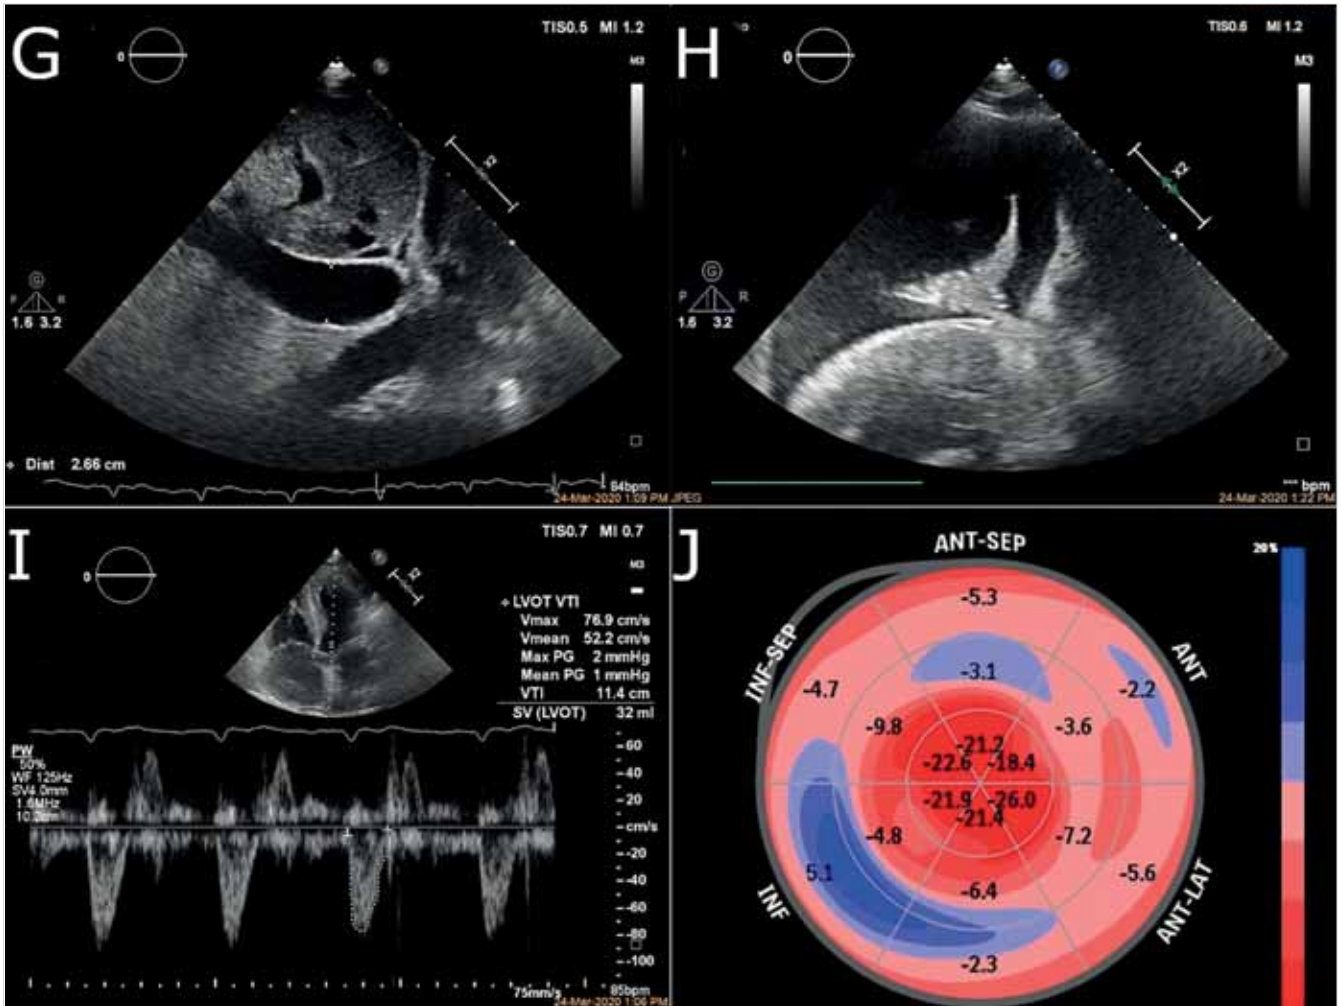 G
TIS0.5 MI 1.2
M3
0
X2
G
P R
1.6 3.2
Dist 2.66 cm
64bpm
24-Mar-2020 1:09 PM JPEG
H
TIS0.6 MI 1.2
M3
0
X2
G
P R
1.6 3.2
--- bpm
24-Mar-2020 1:22 PM
I
TIS0.7 MI 0.7
M3
0
X2
LVOT VTI
Vmax 76.9 cm/s
Vmean 52.2 cm/s
Max PG 2 mmHg
Mean PG 1 mmHg
VTI 11.4 cm
SV (LVOT) 32 ml
PW
50%
WF 125Hz
SV4.0mm
1.6MHz
10.2cm
60
40
20
cm/s
-20
-40
-60
-80
-100
75mm/s
85bpm
24-Mar-2020 1:06 PM
J
20%
ANT-SEP
-5.3
INF-SEP
ANT
-3.1
-4.7
-2.2
-9.8
-3.6
-21.2
-22.6
-18.4
-21.9
-26.0
-21.4
-4.8
-7.2
5.1
-5.6
-6.4
INF
ANT-LAT
-2.3